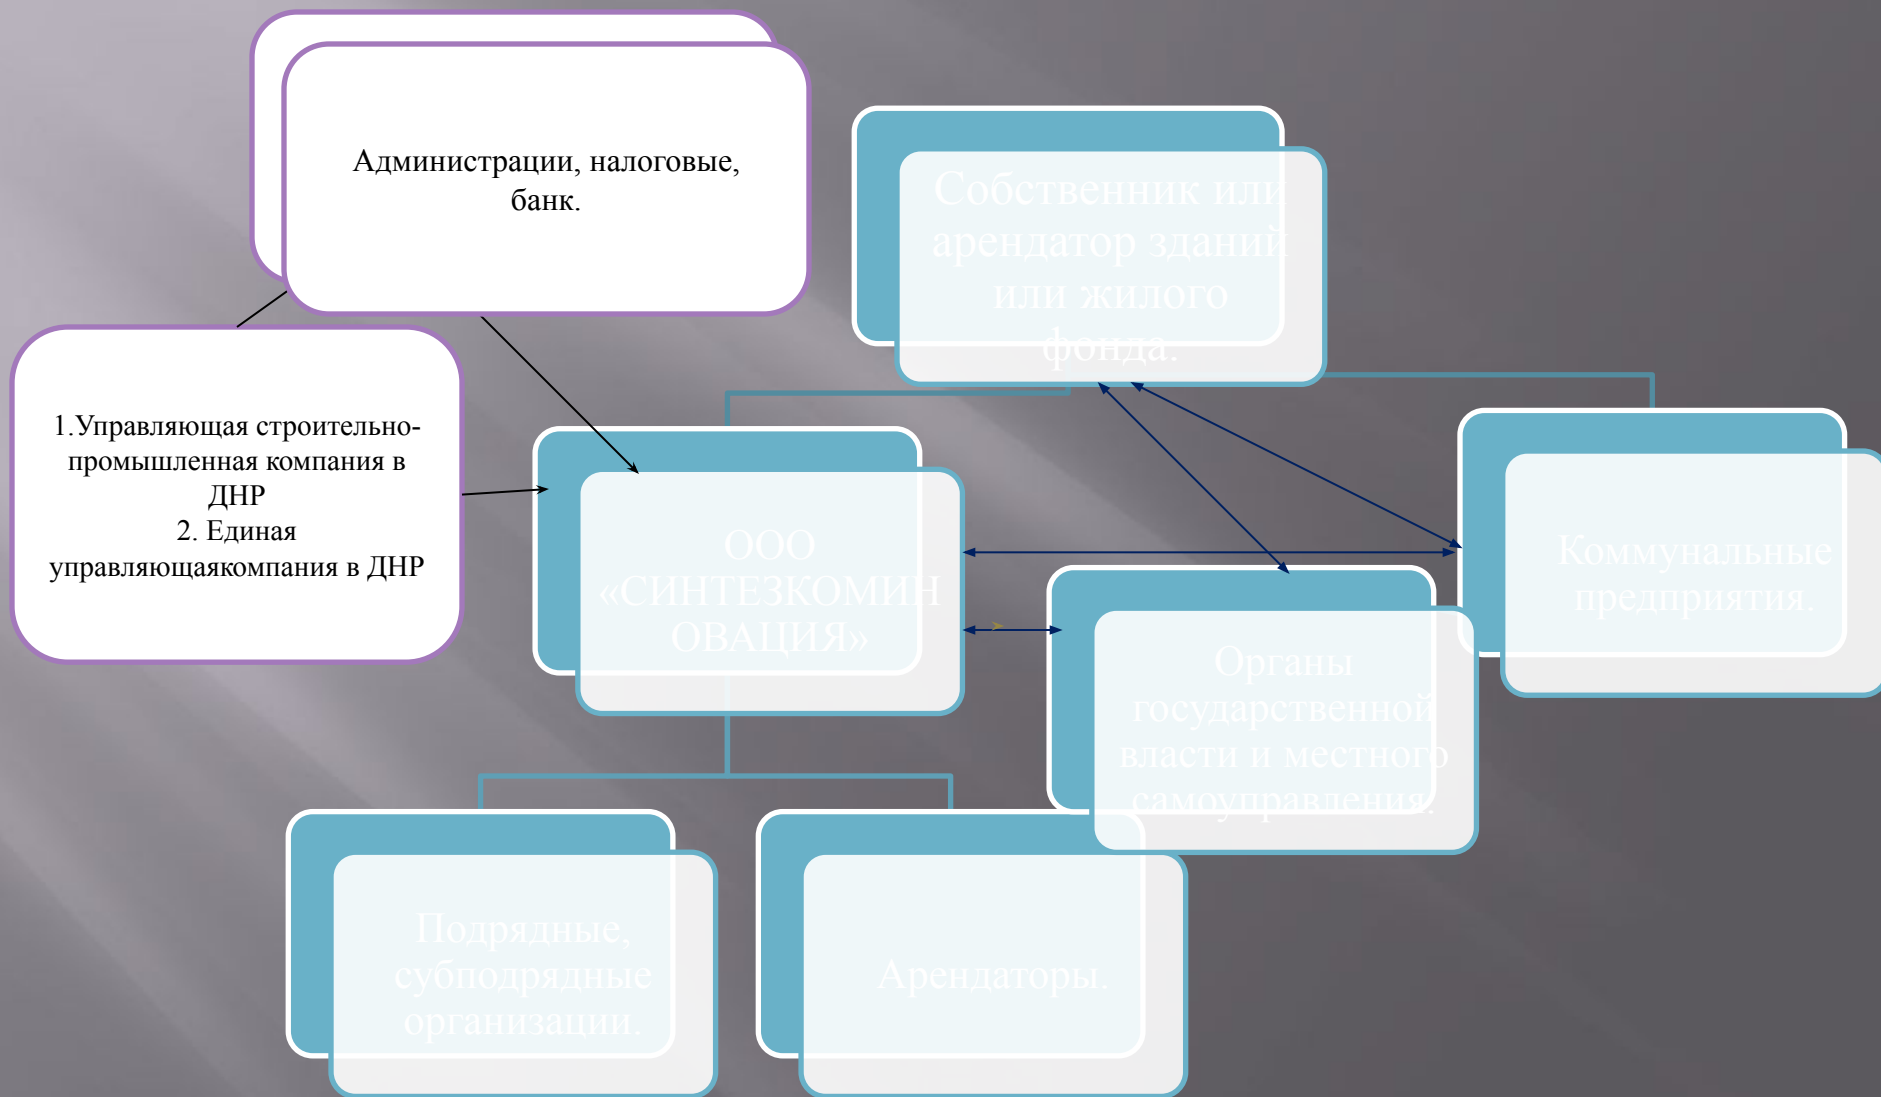 Администрации, налоговые,
банк.
Собственник или
арендатор зданий
или жилого
фонда.
1.Управляющая строительно-
промышленная компания в
ДНР
2. Единая
управляющаякомпания в ДНР
ООО
«СИНТЕЗКОМИН
ОВАЦИЯ»
Коммунальные
предприятия.
Органы
государственной
власти и местного
самоуправления.
Подрядные,
субподрядные
организации.
Арендаторы.